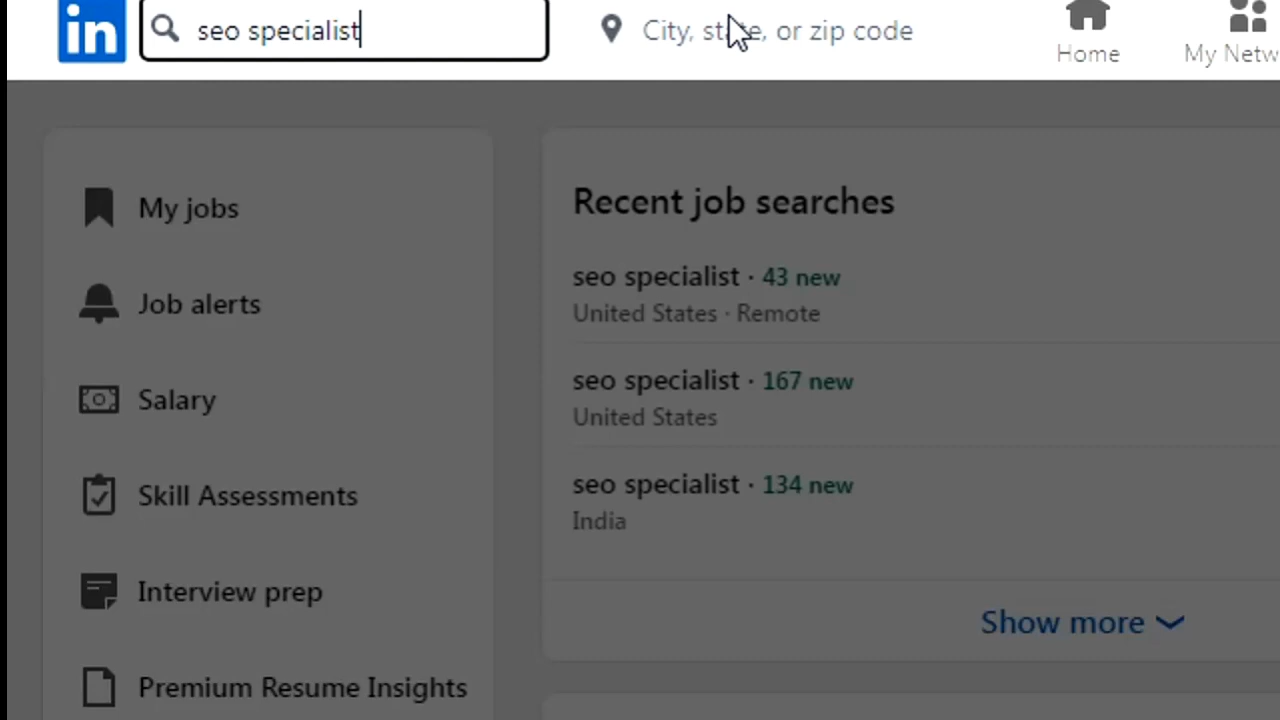 in
seo specialist
City, state, or zip code
Home
My Netw
My jobs
Job alerts
Salary
Skill Assessments
Interview prep
Premium Resume Insights
Recent job searches
seo specialist · 43 new
United States · Remote
seo specialist · 167 new
United States
seo specialist · 134 new
India
Show more